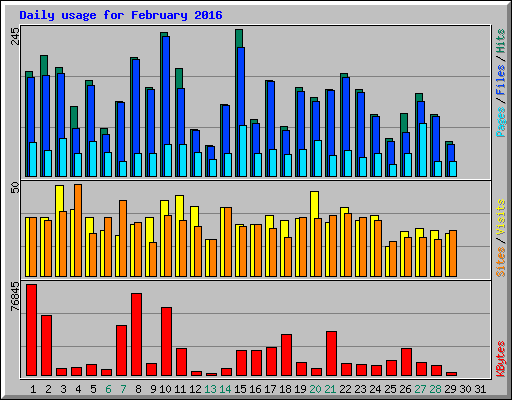 Daily usage for February 2016
245
Pages / Files / Hits
50
Sites / Visits
76845
KBytes
1 2 3 4 5 6 7 8 9 10 11 12 13 14 15 16 17 18 19 20 21 22 23 24 25 26 27 28 29 30 31